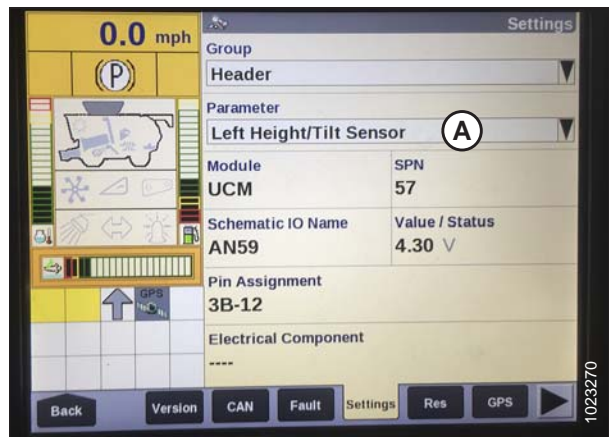 0.0 mph
(P)
GPS
Settings
Group
Header
Parameter
Left Height/Tilt Sensor
A
Module
UCM
SPN
57
Schematic IO Name
AN59
Value / Status
4.30 V
Pin Assignment
3B-12
Electrical Component
----
Back
Version
CAN
Fault
Settings
Res
GPS
1023270